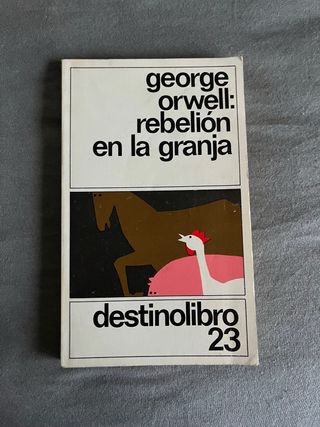 george
orwell:
rebelión
en la granja
destinolibro
23